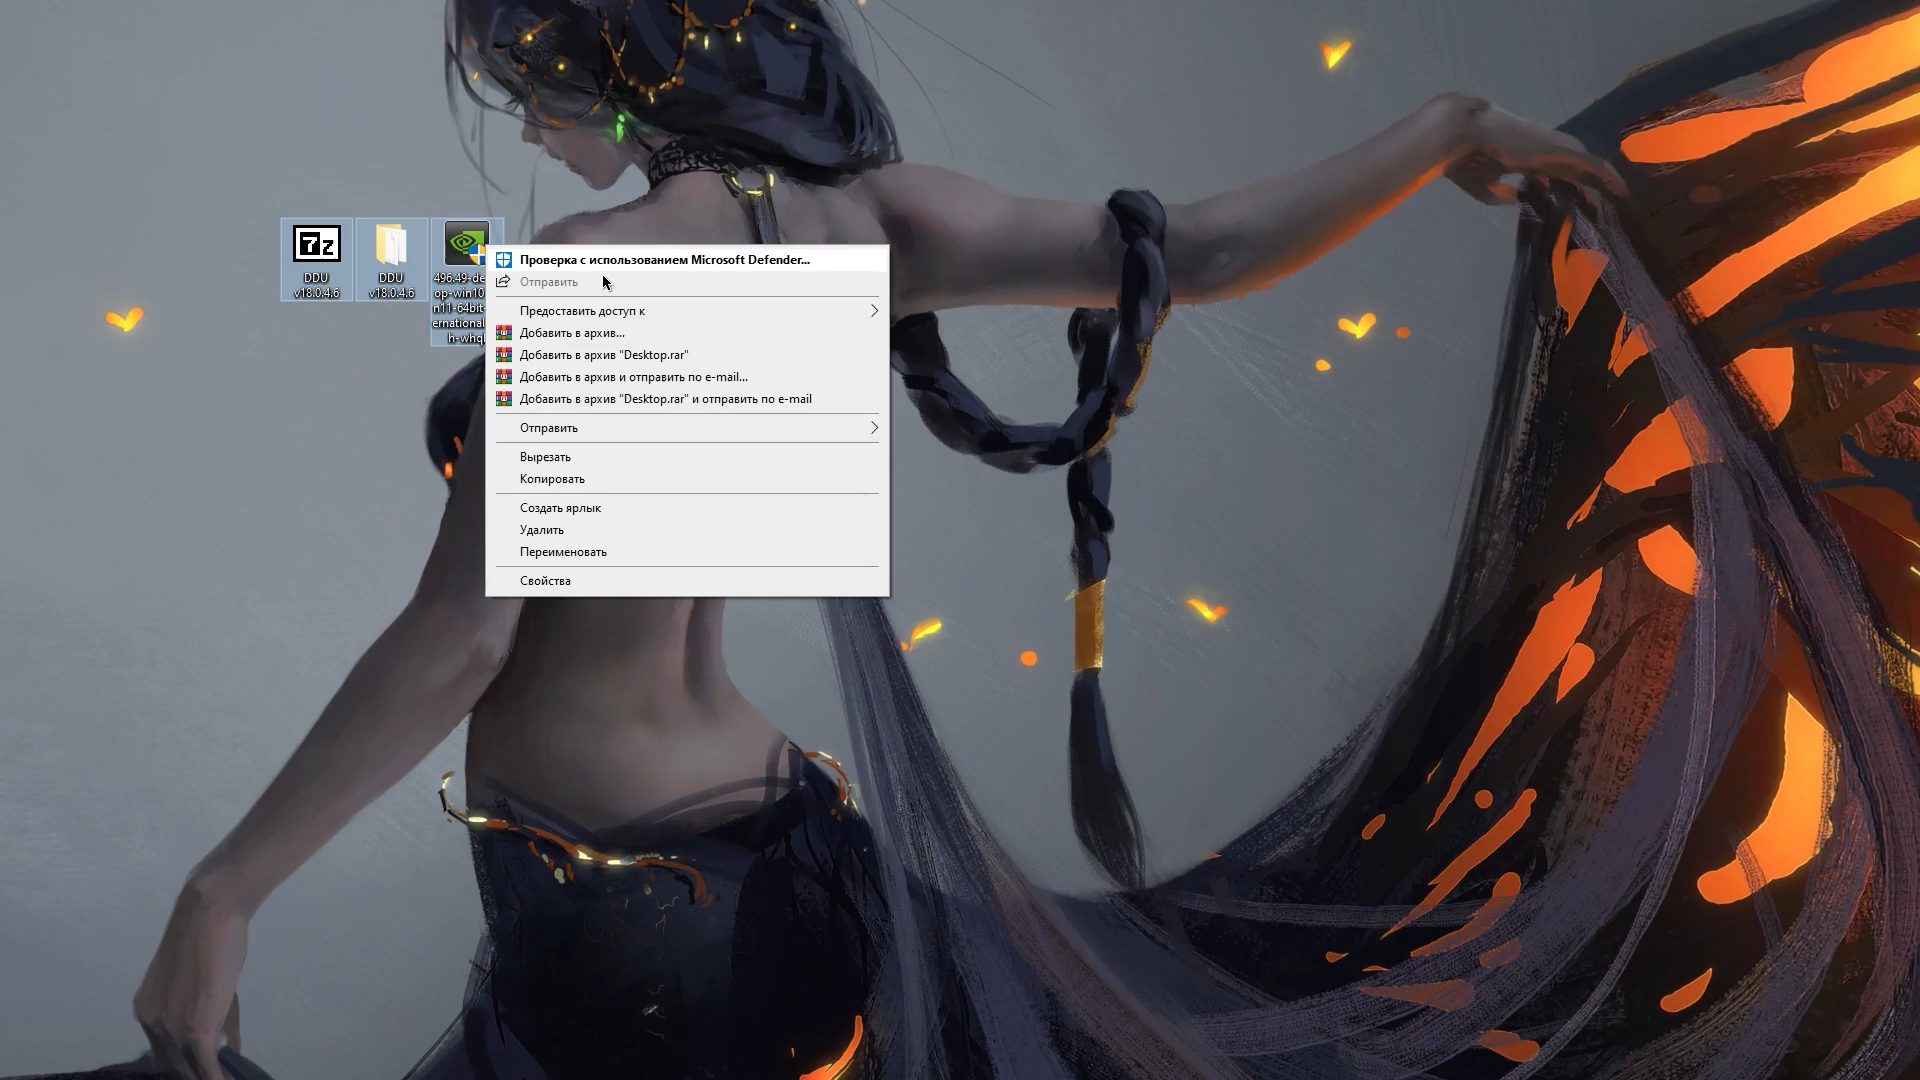 7z
DDU
v18.0.4.6
DDU
v18.0.4.6
496.49-de
op-win10
n11-64bit-
ernational
h-whql
Проверка с использованием Microsoft Defender...
Отправить
Предоставить доступ к
Добавить в архив...
Добавить в архив "Desktop.rar"
Добавить в архив и отправить по e-mail...
Добавить в архив "Desktop.rar" и отправить по e-mail
Отправить
Вырезать
Копировать
Создать ярлык
Удалить
Переименовать
Свойства